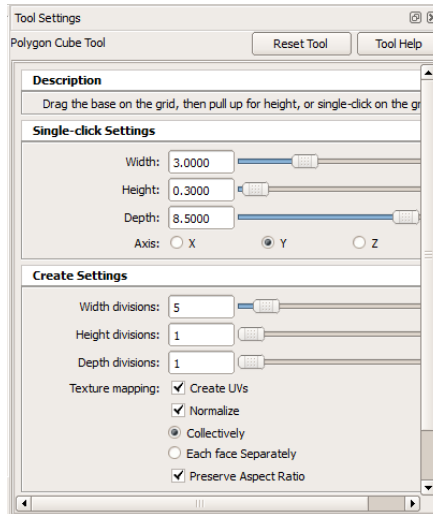 Tool Settings
Polygon Cube Tool Reset Tool Tool Help
Description
Drag the base on the grid, then pull up for height, or single-click on the gr
Single-click Settings
Width: 3.0000
Height: 0.3000
Depth: 8.5000
Axis: X Y Z
Create Settings
Width divisions: 5
Height divisions: 1
Depth divisions: 1
Texture mapping: Create UVs
Normalize
Collectively
Each face Separately
Preserve Aspect Ratio